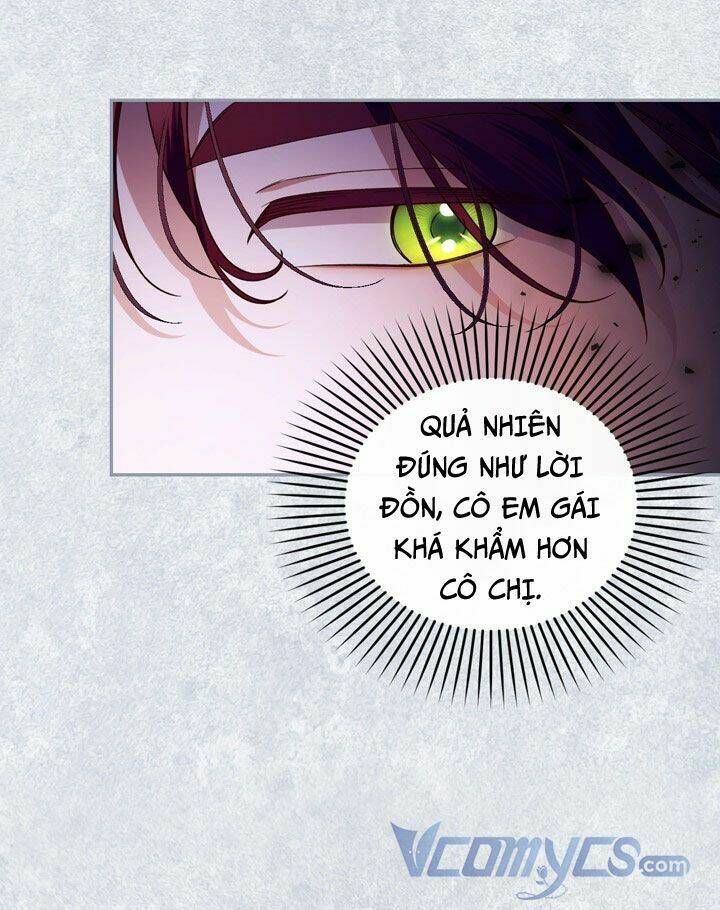 QUẢ NHIÊN
ĐÚNG NHƯ LỜI
ĐỒN, CÔ EM GÁI
KHÁ KHẨM HƠN
CÔ CHỊ.
VCOMYCS.com